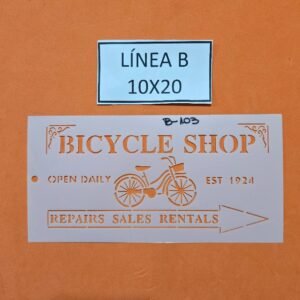 LÍNEA B
10X20
B-103
BICYCLE SHOP
OPEN DAILY EST 1924
REPAIRS SALES RENTALS